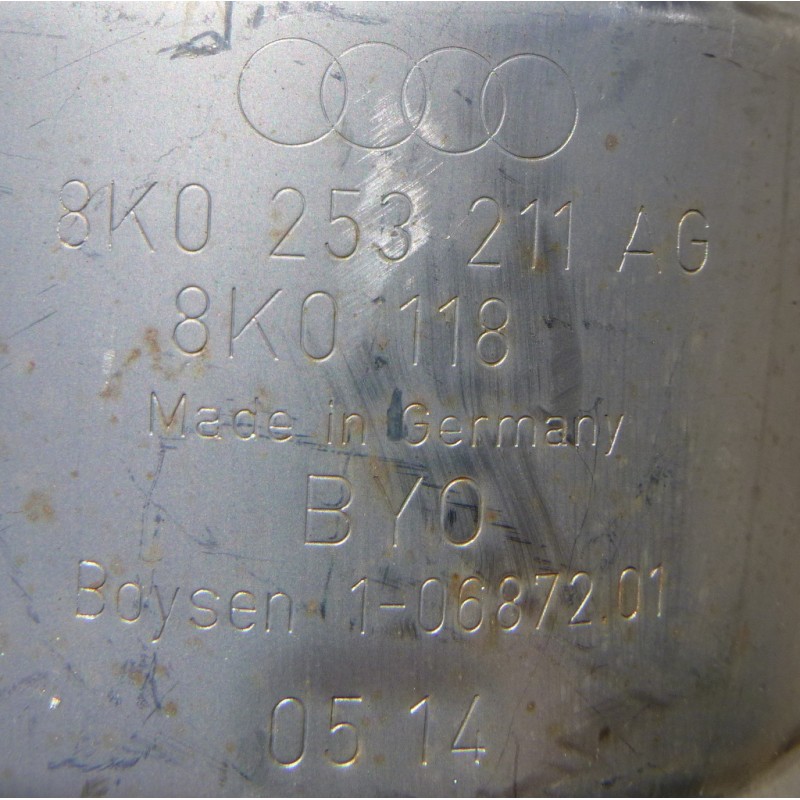 8K0 253 211 AG
8K0 118
Made in Germany
BYO
Boysen 1-06872.01
05 14